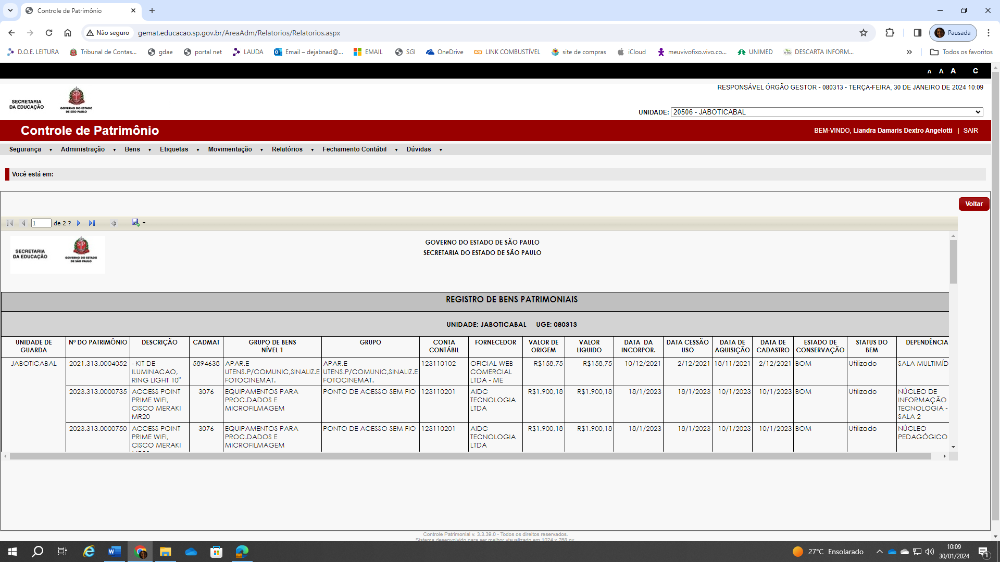 Controle de Patrimônio
Não seguro
gemat.educacao.sp.gov.br/AreaAdm/Relatorios/Relatorios.aspx
Pausada
D.O.E. LEITURA
Tribunal de Contas...
gdae
portal net
LAUDA
Email – dejabnad@...
EMAIL
SGI
OneDrive
LINK COMBUSTÍVEL
site de compras
iCloud
meuvivofixo.vivo.co...
UNIMED
DESCARTA INFORM...
Todos os favoritos
A A A C
RESPONSÁVEL ÓRGÃO GESTOR - 080313 - TERÇA-FEIRA, 30 DE JANEIRO DE 2024 10:09
SECRETARIA
DA EDUCAÇÃO
GOVERNO DO ESTADO
DE SÃO PAULO
UNIDADE: 20506 - JABOTICABAL
Controle de Patrimônio
BEM-VINDO, Liandra Damaris Dextro Angelotti | SAIR
Segurança Administração Bens Etiquetas Movimentação Relatórios Fechamento Contábil Dúvidas
Você está em:
Voltar
1 de 2 ?
SECRETARIA
DA EDUCAÇÃO
GOVERNO DO ESTADO
DE SÃO PAULO
GOVERNO DO ESTADO DE SÃO PAULO
SECRETARIA DO ESTADO DE SÃO PAULO
REGISTRO DE BENS PATRIMONIAIS
UNIDADE: JABOTICABAL UGE: 080313
UNIDADE DE
GUARDA
Nº DO PATRIMÔNIO
DESCRIÇÃO
CADMAT
GRUPO DE BENS
NÍVEL 1
GRUPO
CONTA
CONTÁBIL
FORNECEDOR
VALOR DE
ORIGEM
VALOR
LIQUIDO
DATA DA
INCORPOR.
DATA CESSÃO
USO
DATA DE
AQUISIÇÃO
DATA DE
CADASTRO
ESTADO DE
CONSERVAÇÃO
STATUS DO
BEM
DEPENDÊNCIA
JABOTICABAL
2021.313.0004052
- KIT DE
ILUMINACAO,
RING LIGHT 10"
5894638
APAR.E
UTENS.P/COMUNIC,SINALIZ.E
FOTOCINEMAT.
APAR.E
UTENS.P/COMUNIC,SINALIZ.E
FOTOCINEMAT.
123110102
OFICIAL WEB
COMERCIAL
LTDA - ME
R$158,75
R$158,75
10/12/2021
2/12/2021
18/11/2021
2/12/2021
BOM
Utilizado
SALA MULTIMÍD
2023.313.0000735
ACCESS POINT
PRIME WIFI,
CISCO MERAKI
MR20
3076
EQUIPAMENTOS PARA
PROC.DADOS E
MICROFILMAGEM
PONTO DE ACESSO SEM FIO
123110201
AIDC
TECNOLOGIA
LTDA
R$1.900,18
R$1.900,18
18/1/2023
18/1/2023
10/1/2023
10/1/2023
BOM
Utilizado
NÚCLEO DE
INFORMAÇÃO
TECNOLOGIA -
SALA 2
2023.313.0000750
ACCESS POINT
PRIME WIFI,
CISCO MERAKI
3076
EQUIPAMENTOS PARA
PROC.DADOS E
MICROFILMAGEM
PONTO DE ACESSO SEM FIO
123110201
AIDC
TECNOLOGIA
LTDA
R$1.900,18
R$1.900,18
18/1/2023
18/1/2023
10/1/2023
10/1/2023
BOM
Utilizado
NÚCLEO
PEDAGÓGICO
Controle Patrimonial v. 3.3.39.0 - Todos os direitos reservados.
Sistema desenvolvido para ser melhor visualizado em 1024 x 768 px
27°C Ensolarado
10:09
30/01/2024
1